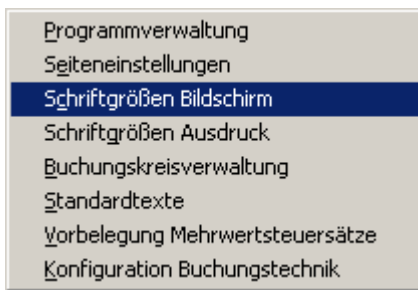 Programmverwaltung
Seiteneinstellungen
Schriftgrößen Bildschirm
Schriftgrößen Ausdruck
Buchungskreisverwaltung
Standardtexte
Vorbelegung Mehrwertsteuersätze
Konfiguration Buchungstechnik